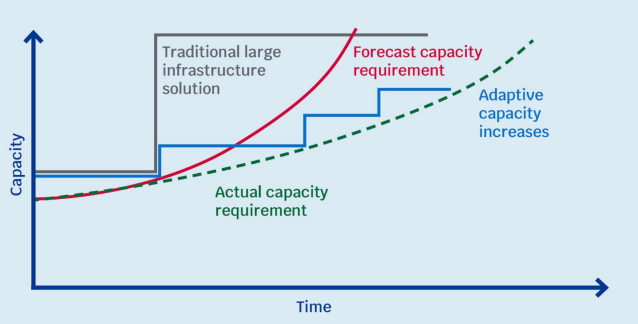 Traditional large
infrastructure
solution
Forecast capacity
requirement
Adaptive
capacity
increases
Actual capacity
requirement
Capacity
Time